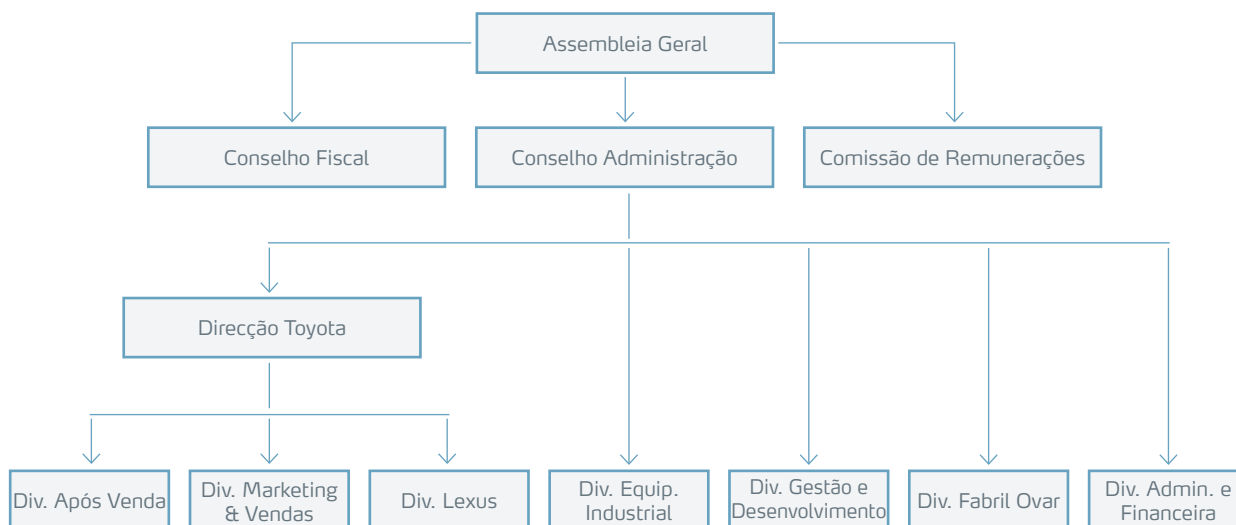 Assembleia Geral
Conselho Fiscal
Conselho Administração
Comissão de Remunerações
Direcção Toyota
Div. Após Venda
Div. Marketing
& Vendas
Div. Lexus
Div. Equip.
Industrial
Div. Gestão e
Desenvolvimento
Div. Fabril Ovar
Div. Admin. e
Financeira